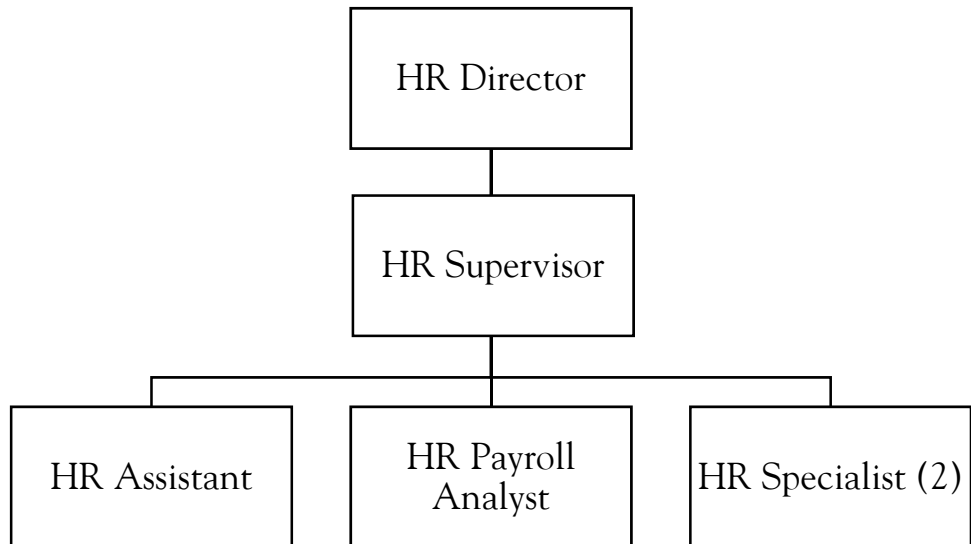 HR Director
HR Supervisor
HR Assistant
HR Payroll
Analyst
HR Specialist (2)